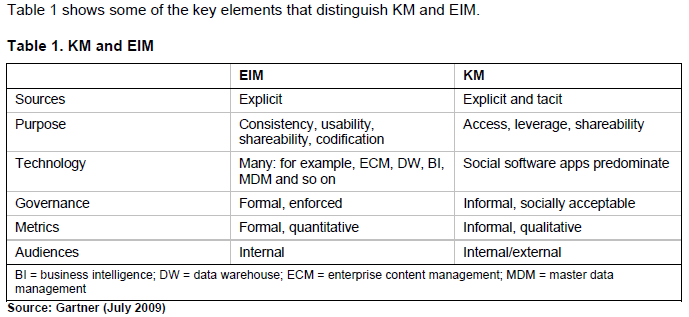 Table 1 shows some of the key elements that distinguish KM and EIM.
Table 1. KM and EIM
EIM KM
Sources Explicit Explicit and tacit
Purpose Consistency, usability, Access, leverage, shareability
shareability, codification
Technology Many: for example, ECM, DW, BI, Social software apps predominate
MDM and so on
Governance Formal, enforced Informal, socially acceptable
Metrics Formal, quantitative Informal, qualitative
Audiences Internal Internal/external
BI = business intelligence; DW = data warehouse; ECM = enterprise content management; MDM = master data
management
Source: Gartner (July 2009)